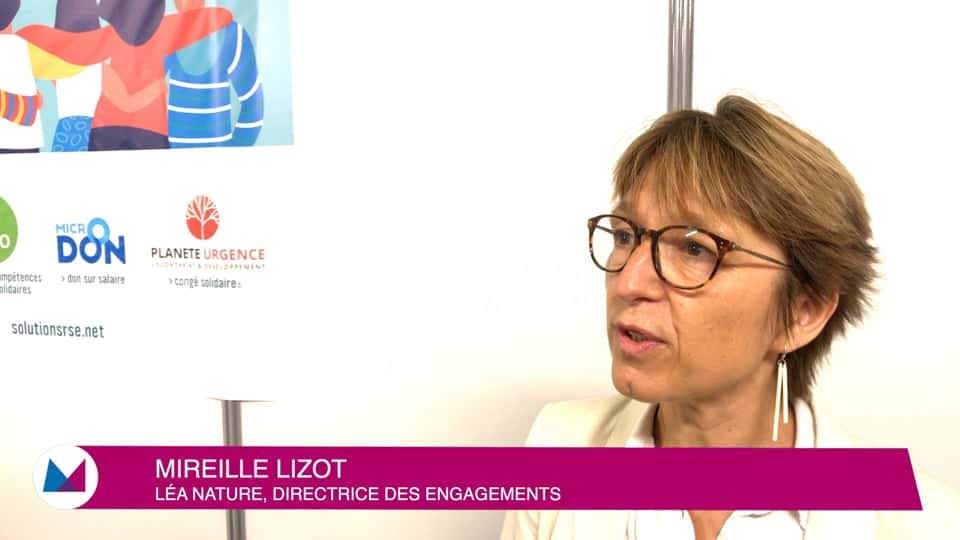 MICR DON
> don sur salaire
PLANETE URGENCE
VOLONTARIAT & DÉVELOPPEMENT
> congé solidaire
mpétences
olidaires
solutionsrse.net
MIREILLE LIZOT
LÉA NATURE, DIRECTRICE DES ENGAGEMENTS